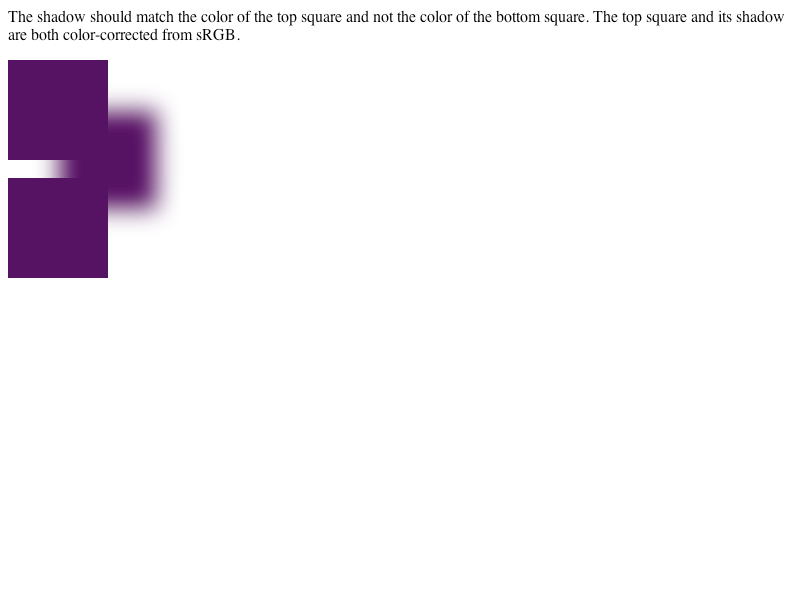 The shadow should match the color of the top square and not the color of the bottom square. The top square and its shadow
are both color-corrected from sRGB.